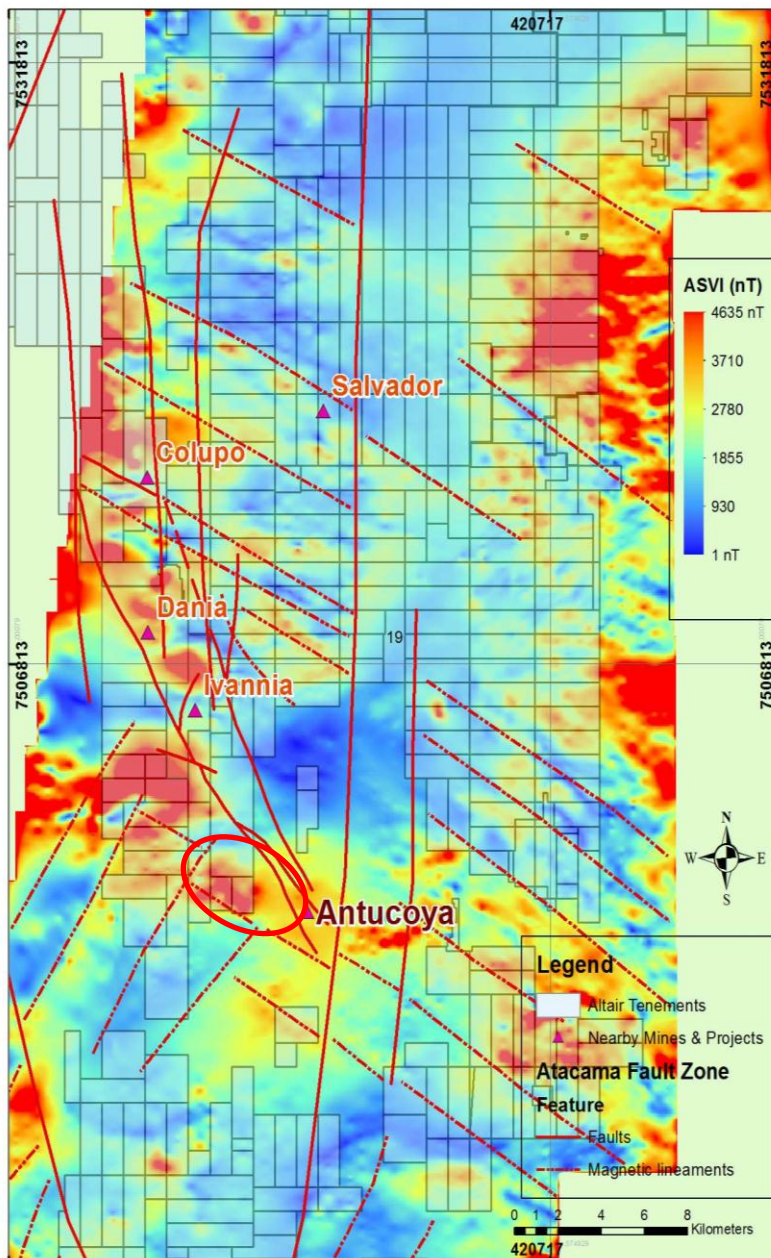 420717
7531813
7531813
ASVI (nT)
4635 nT
3710
2780
1855
930
1 nT
Salvador
Colupo
Dania
19
7506813
7506813
Ivannia
N
W
E
S
Antucoya
Legend
Altair Tenements
Nearby Mines & Projects
Atacama Fault Zone
Feature
Faults
Magnetic lineaments
0 1 2 4 6 8
Kilometers
420717